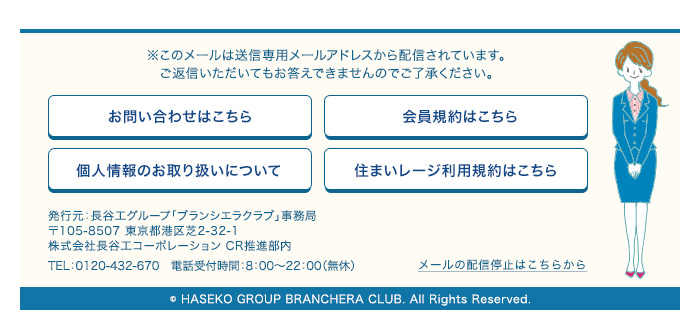 ※このメールは送信専用メールアドレスから配信されています。
ご返信いただいてもお答えできませんのでご了承ください。
お問い合わせはこちら
会員規約はこちら
個人情報のお取り扱いについて
住まいレージ利用規約はこちら
発行元：長谷工グループ「ブランシエラクラブ」事務局
〒105-8507 東京都港区芝2-32-1
株式会社長谷工コーポレーション CR推進部内
TEL：0120-432-670　電話受付時間：8：00～22：00（無休）
メールの配信停止はこちらから
© HASEKO GROUP BRANCHERA CLUB. All Rights Reserved.